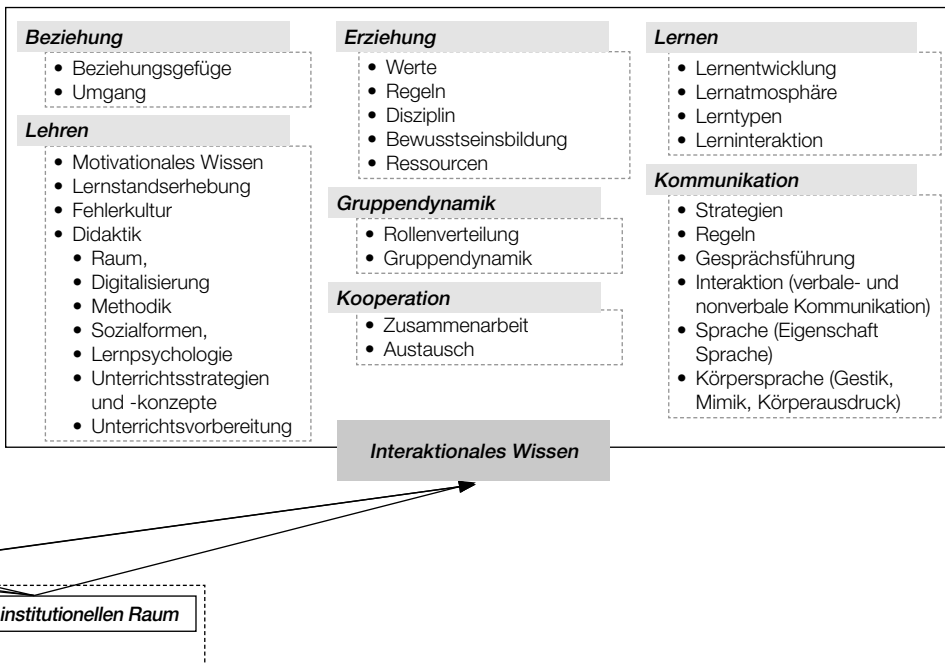 Beziehung
• Beziehungsgefüge
• Umgang
Lehren
• Motivationales Wissen
• Lernstandserhebung
• Fehlerkultur
• Didaktik
• Raum,
• Digitalisierung
• Methodik
• Sozialformen,
• Lernpsychologie
• Unterrichtsstrategien
und -konzepte
• Unterrichtsvorbereitung
Erziehung
• Werte
• Regeln
• Disziplin
• Bewusstseinsbildung
• Ressourcen
Gruppendynamik
• Rollenverteilung
• Gruppendynamik
Kooperation
• Zusammenarbeit
• Austausch
Lernen
• Lernentwicklung
• Lernatmosphäre
• Lerntypen
• Lerninteraktion
Kommunikation
• Strategien
• Regeln
• Gesprächsführung
• Interaktion (verbale- und
nonverbale Kommunikation)
• Sprache (Eigenschaft
Sprache)
• Körpersprache (Gestik,
Mimik, Körperausdruck)
Interaktionales Wissen
institutionellen Raum